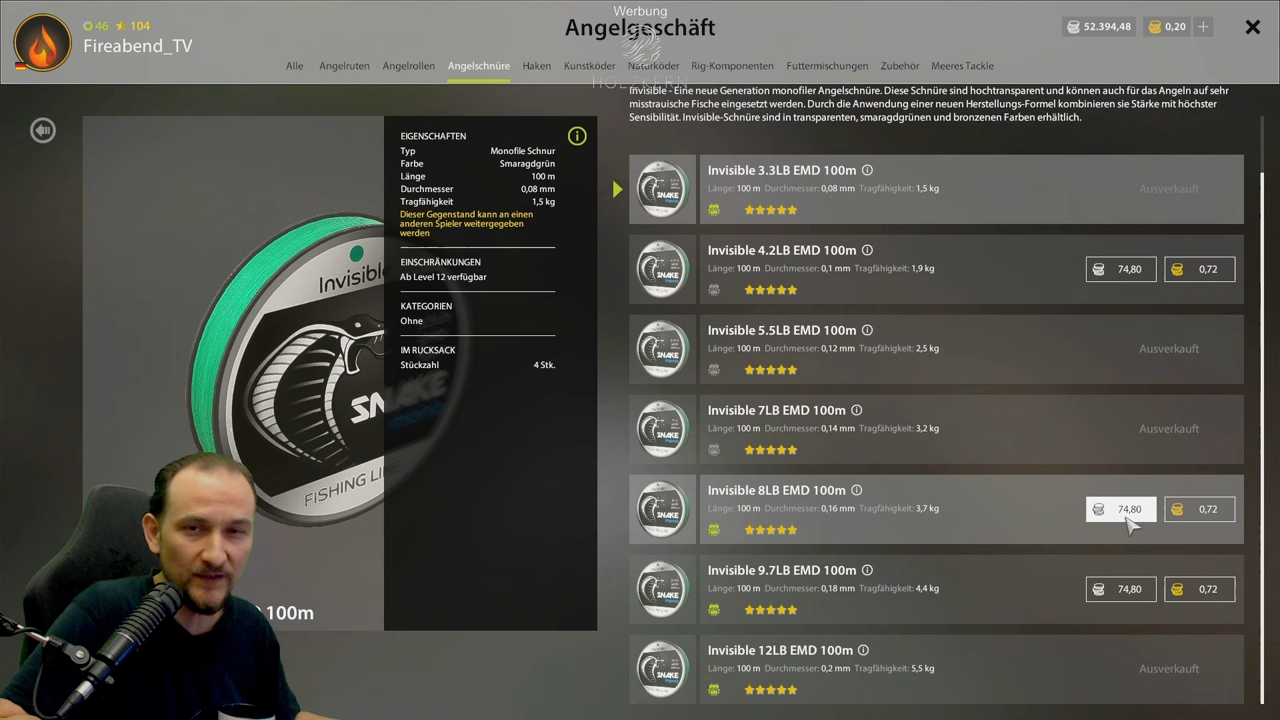 Werbung
46 104
Fireabend_TV
Angelgeschäft
52.394,48
0,20
Alle Angelruten Angelrollen Angelschnüre Haken Kunstköder Naturköder Rig-Komponenten Futtermischungen Zubehör Meeres Tackle
HOLZKERN
Invisible - Eine neue Generation monofiler Angelschnüre. Diese Schnüre sind hochtransparent und können auch für das Angeln auf sehr
misstrauische Fische eingesetzt werden. Durch die Anwendung einer neuen Herstellungs-Formel kombinieren sie Stärke mit höchster
Sensibilität. Invisible-Schnüre sind in transparenten, smaragdgrünen und bronzenen Farben erhältlich.
EIGENSCHAFTEN
Typ Monofile Schnur
Farbe Smaragdgrün
Länge 100 m
Durchmesser 0,08 mm
Tragfähigkeit 1,5 kg
Dieser Gegenstand kann an einen
anderen Spieler weitergegeben
werden
EINSCHRÄNKUNGEN
Ab Level 12 verfügbar
KATEGORIEN
Ohne
IM RUCKSACK
Stückzahl 4 Stk.
Invisible
FISHING LI
100m
Invisible 3.3LB EMD 100m
Länge: 100 m Durchmesser: 0,08 mm Tragfähigkeit: 1,5 kg
Ausverkauft
Invisible 4.2LB EMD 100m
Länge: 100 m Durchmesser: 0,1 mm Tragfähigkeit: 1,9 kg
74,80 0,72
Invisible 5.5LB EMD 100m
Länge: 100 m Durchmesser: 0,12 mm Tragfähigkeit: 2,5 kg
Ausverkauft
Invisible 7LB EMD 100m
Länge: 100 m Durchmesser: 0,14 mm Tragfähigkeit: 3,2 kg
Ausverkauft
Invisible 8LB EMD 100m
Länge: 100 m Durchmesser: 0,16 mm Tragfähigkeit: 3,7 kg
74,80 0,72
Invisible 9.7LB EMD 100m
Länge: 100 m Durchmesser: 0,18 mm Tragfähigkeit: 4,4 kg
74,80 0,72
Invisible 12LB EMD 100m
Länge: 100 m Durchmesser: 0,2 mm Tragfähigkeit: 5,5 kg
Ausverkauft